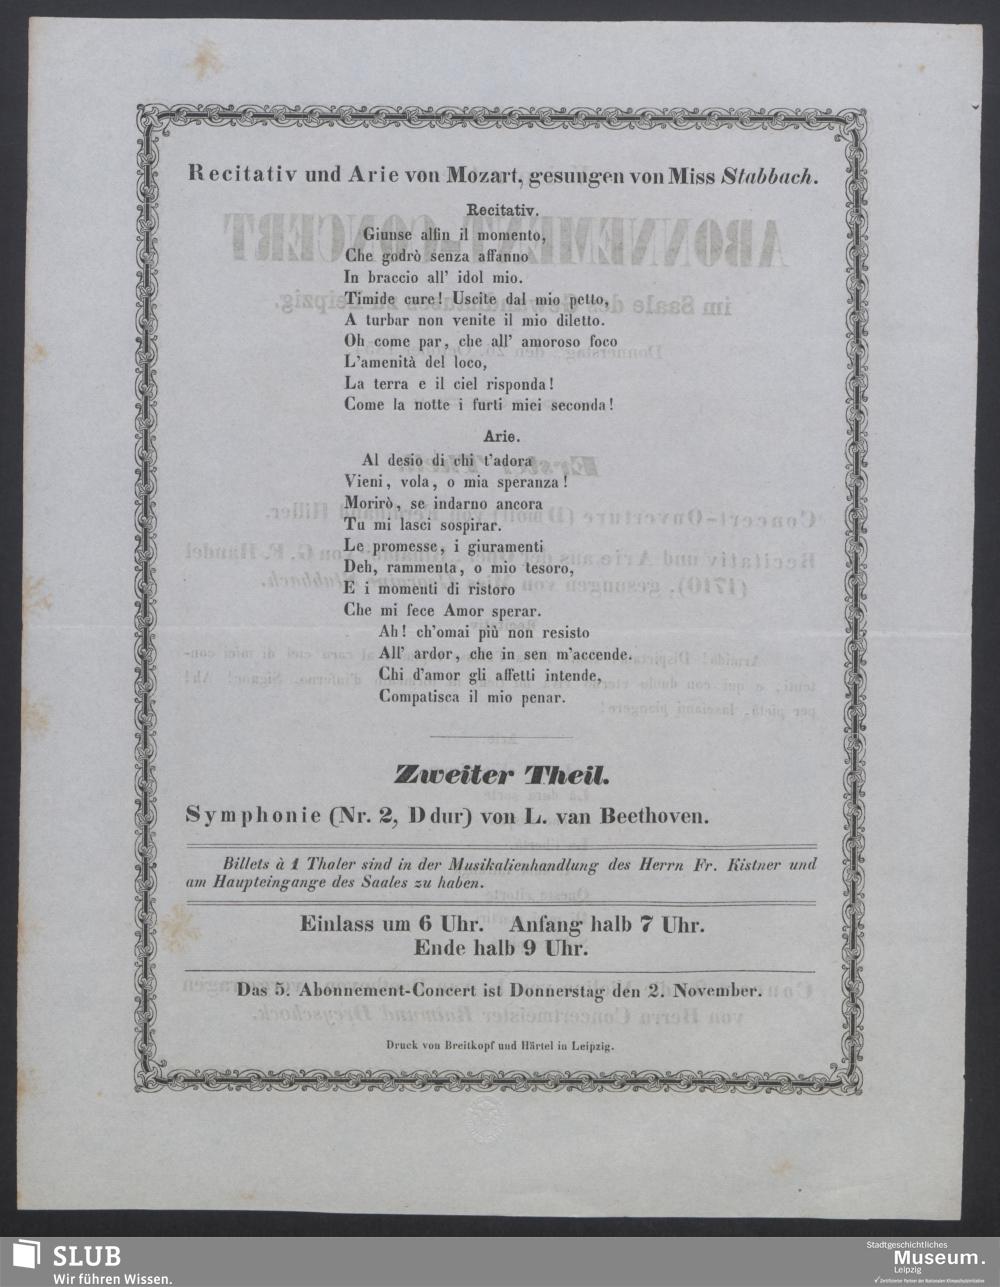 Recitativ und Arie von Mozart, gesungen von Miss Stabbach.
Recitativ.
Giunse alfin il momento,
Che godrò senza affanno
In braccio all' idol mio.
Timide cure! Uscite dal mio petto,
A turbar non venite il mio diletto.
Oh come par, che all' amoroso foco
L'amenità del loco,
La terra e il ciel risponda!
Come la notte i furti miei seconda!
Arie.
Al desio di chi t'adora
Vieni, vola, o mia speranza!
Morirò, se indarno ancora
Tu mi lasci sospirar.
Le promesse, i giuramenti
Deh, rammenta, o mio tesoro,
E i momenti di ristoro
Che mi fece Amor sperar.
Ah! ch'omai più non resisto
All' ardor, che in sen m'accende.
Chi d'amor gli affetti intende,
Compatisca il mio penar.
Zweiter Theil.
Symphonie (Nr. 2, D dur) von L. van Beethoven.
Billets à 1 Thaler sind in der Musikalienhandlung des Herrn Fr. Kistner und
am Haupteingange des Saales zu haben.
Einlass um 6 Uhr. Anfang halb 7 Uhr.
Ende halb 9 Uhr.
Das 5. Abonnement-Concert ist Donnerstag den 2. November.
Druck von Breitkopf und Härtel in Leipzig.
SLUB
Wir führen Wissen.
Stadtgeschichtliches
Museum.
Leipzig
Zertifizierter Partner der Nationalen Klimaschutzinitiative